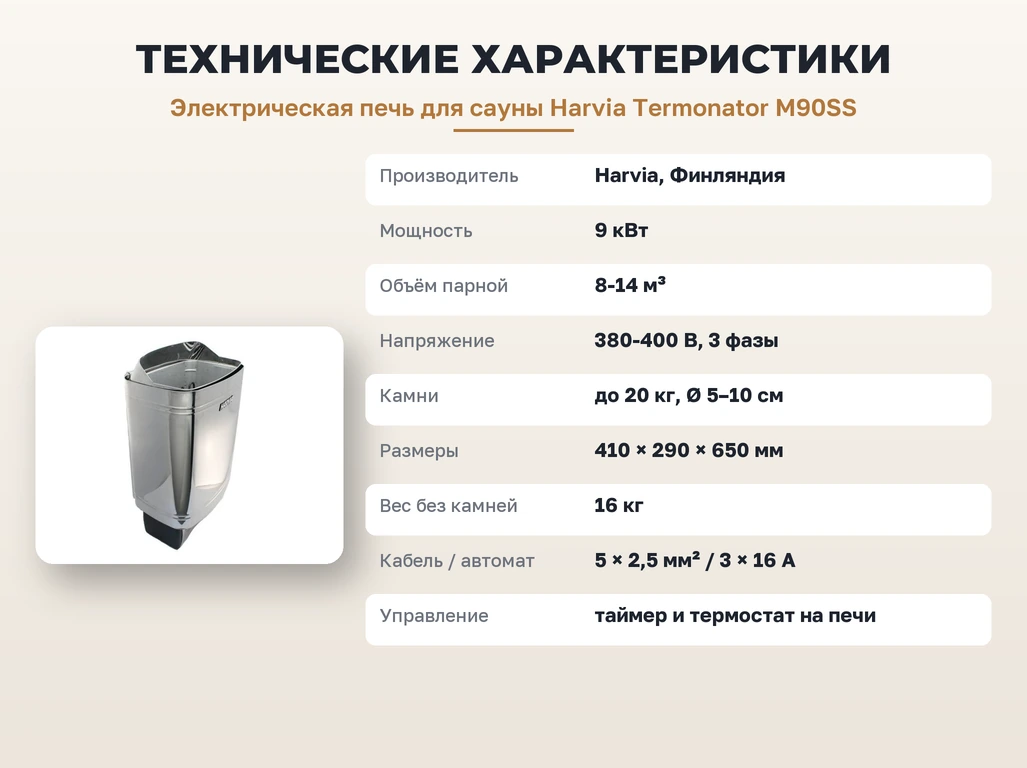 ТЕХНИЧЕСКИЕ ХАРАКТЕРИСТИКИ
Электрическая печь для сауны Harvia Termonator M90SS
Производитель Harvia, Финляндия
Мощность 9 кВт
Объём парной 8-14 м³
Напряжение 380-400 В, 3 фазы
Камни до 20 кг, Ø 5–10 см
Размеры 410 × 290 × 650 мм
Вес без камней 16 кг
Кабель / автомат 5 × 2,5 мм² / 3 × 16 А
Управление таймер и термостат на печи